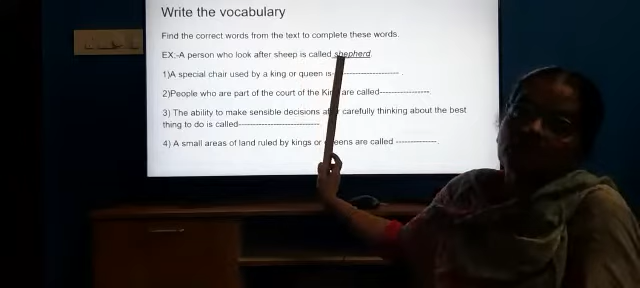 Write the vocabulary
Find the correct words from the text to complete these words.
EX:-A person who look after sheep is called shepherd.
1)A special chair used by a king or queen is--------------------- .
2)People who are part of the court of the are called-----------------.
3) The ability to make sensible decisions carefully thinking about the best
thing to do is called----------------------------
4) A small areas of land ruled by kings or are called --------------.